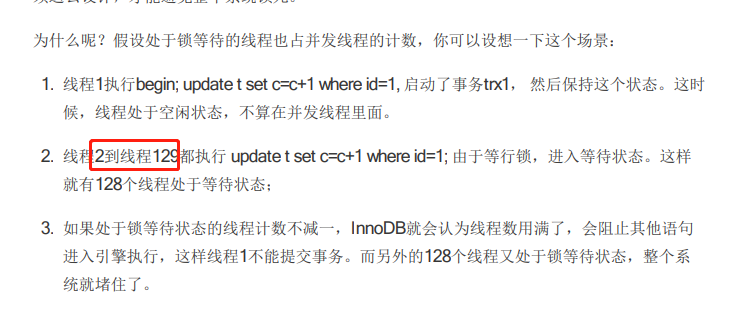 为什么呢？假设处于锁等待的线程也占并发线程的计数，你可以设想一下这个场景：
1. 线程1执行begin; update t set c=c+1 where id=1, 启动了事务trx1， 然后保持这个状态。这时
候，线程处于空闲状态，不算在并发线程里面。
2. 线程2到线程129都执行 update t set c=c+1 where id=1; 由于等行锁，进入等待状态。这样
就有128个线程处于等待状态；
3. 如果处于锁等待状态的线程计数不减一，InnoDB就会认为线程数用满了，会阻止其他语句
进入引擎执行，这样线程1不能提交事务。而另外的128个线程又处于锁等待状态，整个系
统就堵住了。